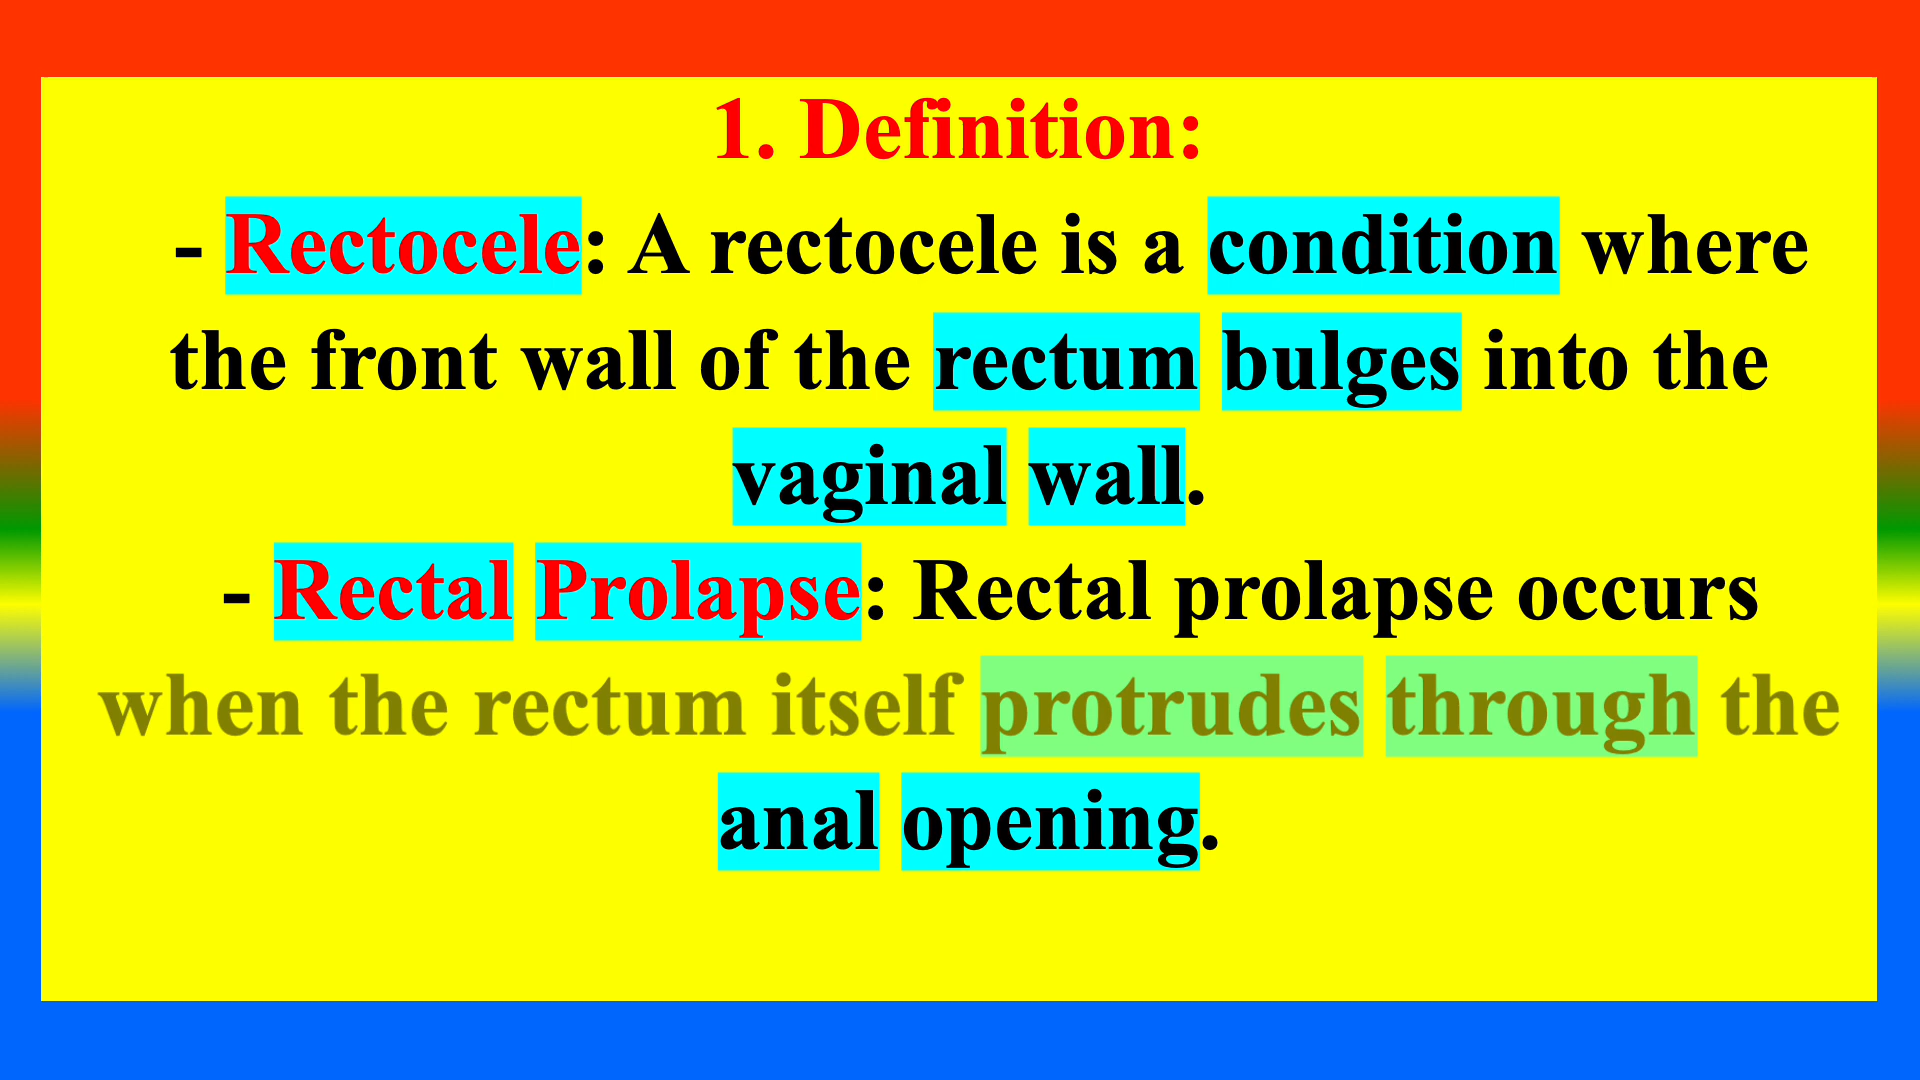 1. Definition:
- Rectocele: A rectocele is a condition where
the front wall of the rectum bulges into the
vaginal wall.
- Rectal Prolapse: Rectal prolapse occurs
when the rectum itself protrudes through the
anal opening.